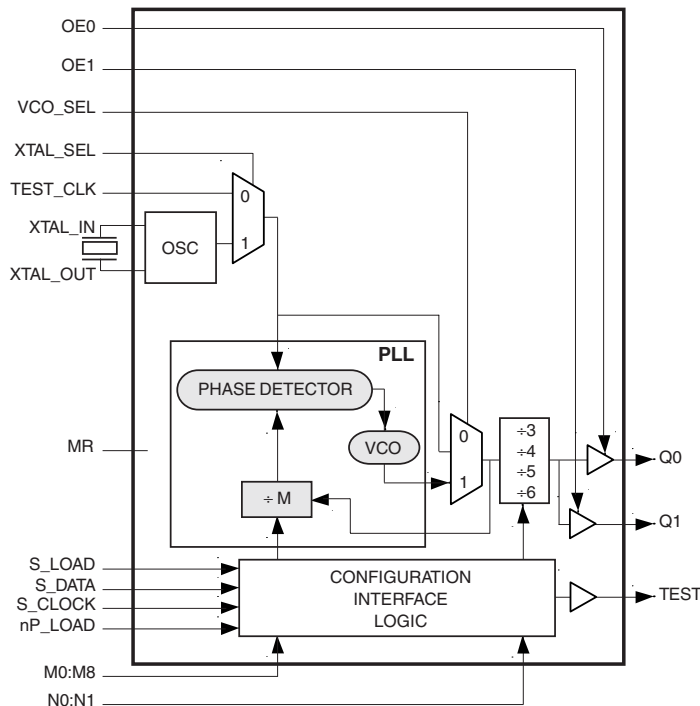 OE0
OE1
VCO_SEL
XTAL_SEL
TEST_CLK
0
XTAL_IN
OSC
1
XTAL_OUT
PLL
PHASE DETECTOR
MR
VCO
0
1
÷3
÷4
÷5
÷6
Q0
÷ M
Q1
S_LOAD
S_DATA
S_CLOCK
nP_LOAD
CONFIGURATION
INTERFACE
LOGIC
TEST
M0:M8
N0:N1